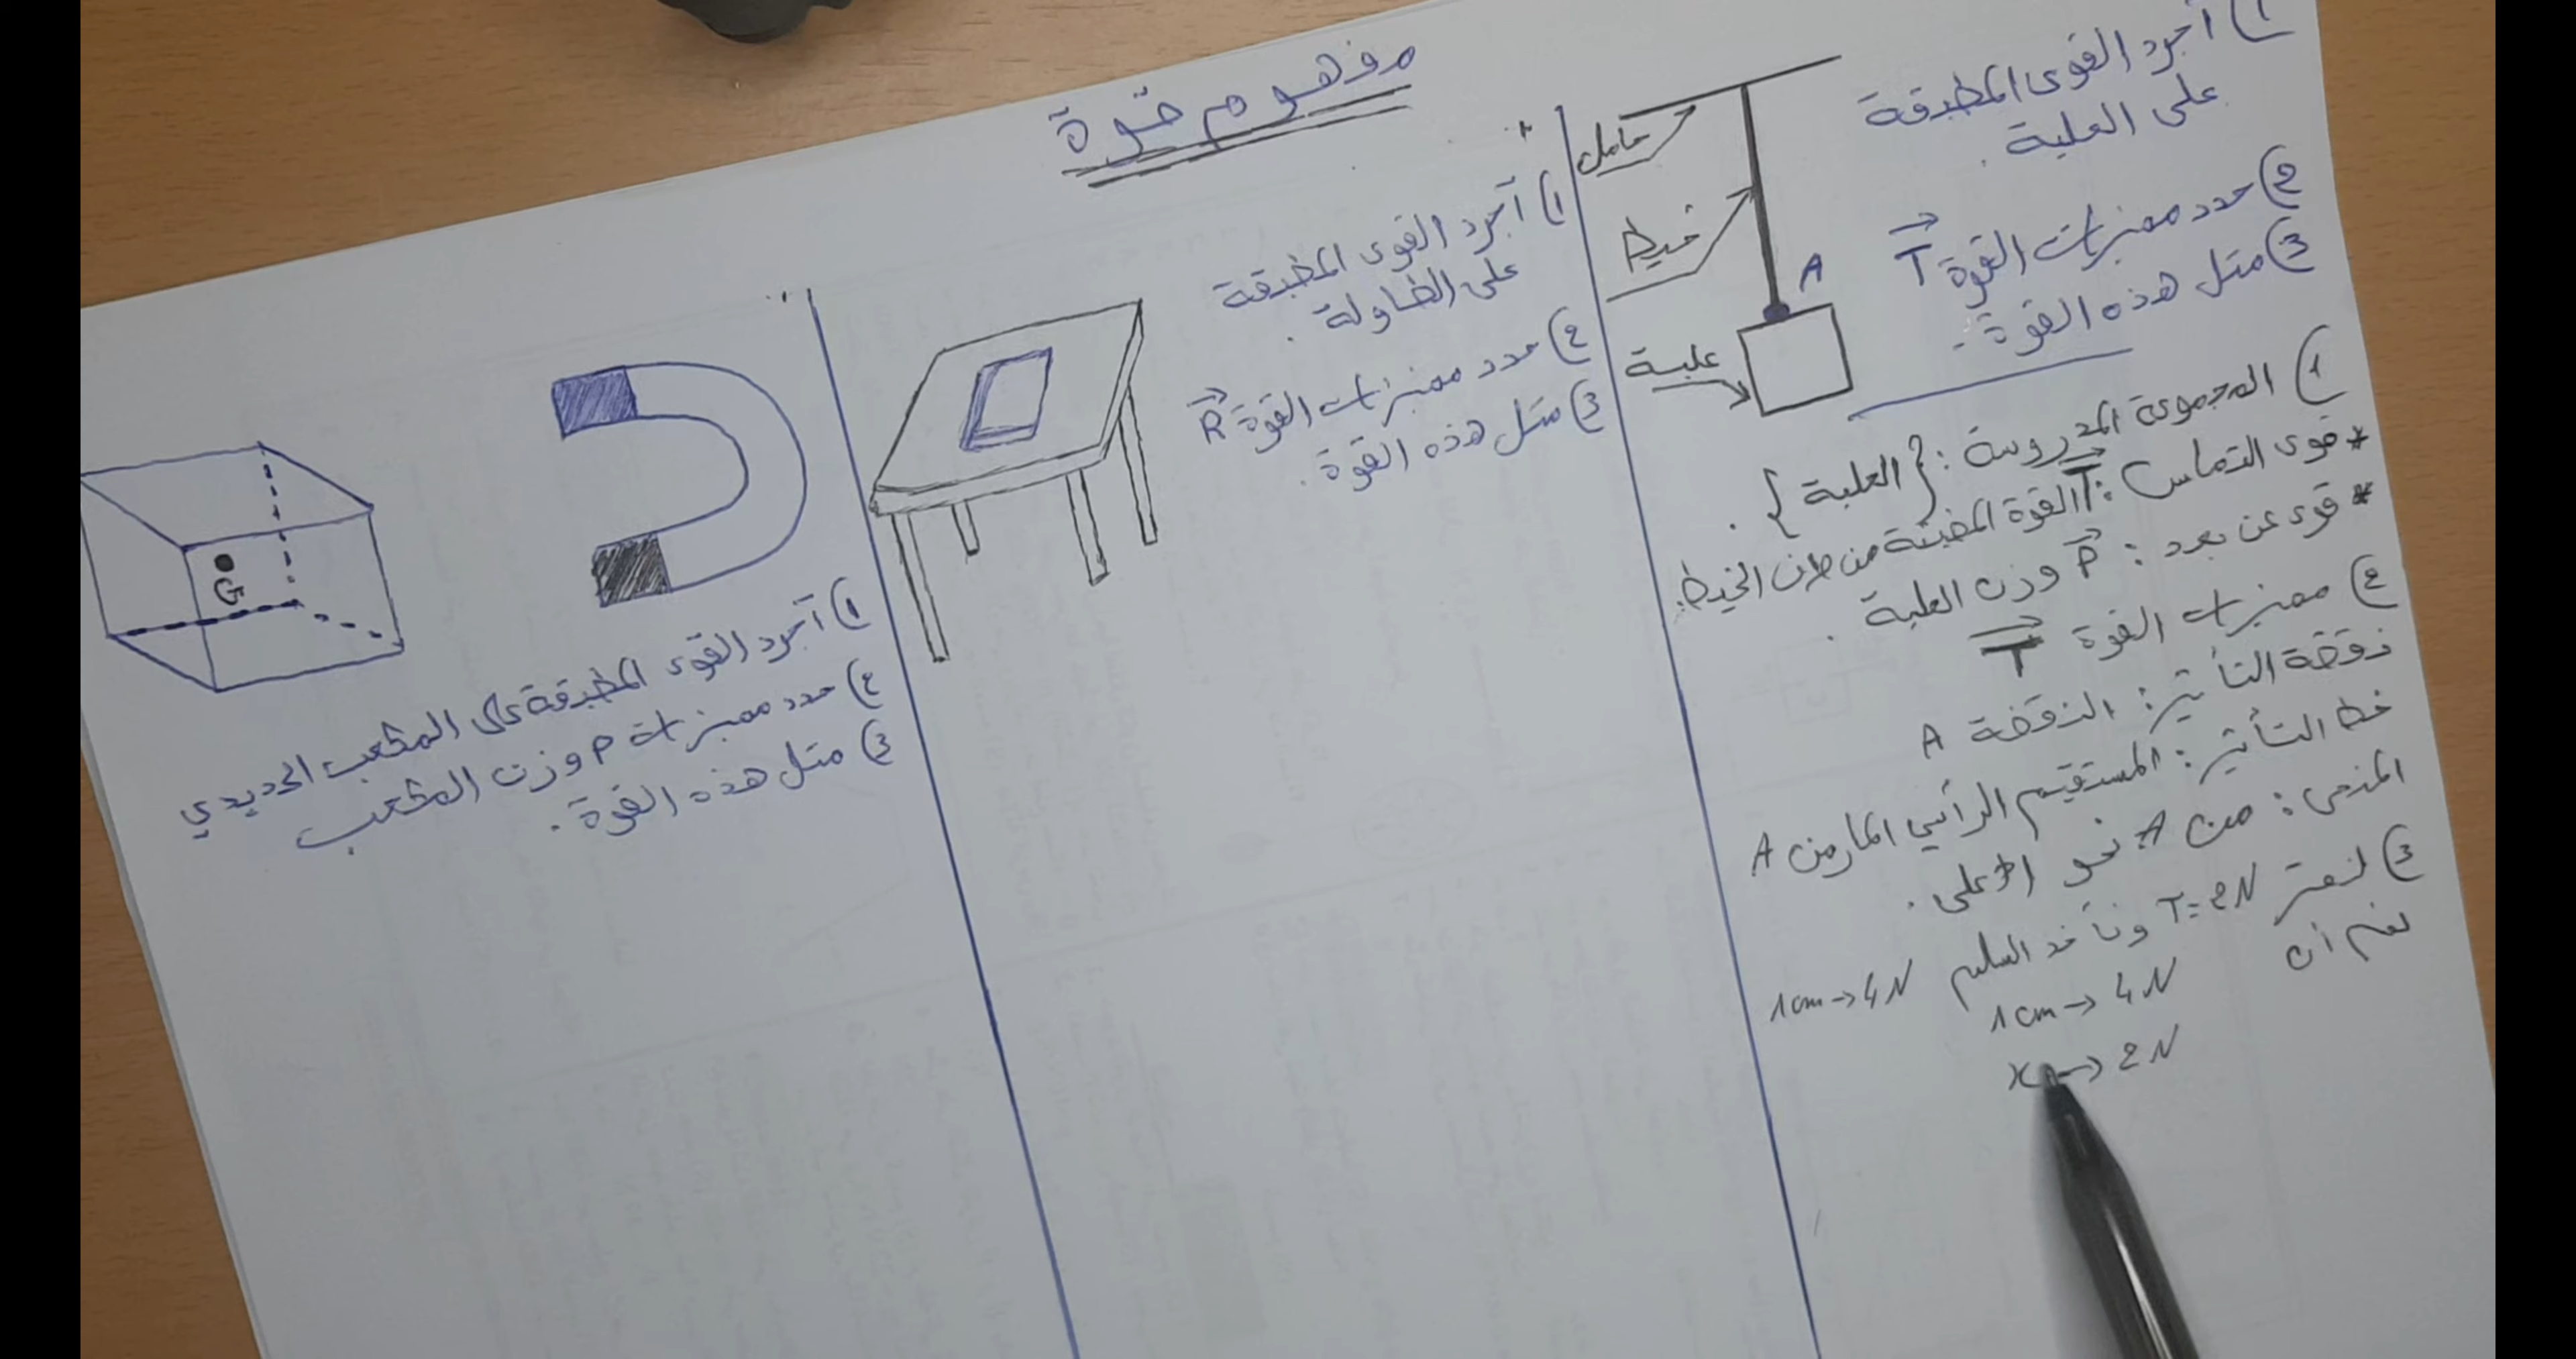 مفهوم قوة
1) أجرد القوى المطبقة
على العلبة.
2) حدد مميزات القوة T
3) مثل هذه القوة.
حامل
خيط
A
علبة
1) المجموعة المدروسة: {العلبة}.
* قوى التماس: T القوة المطبقة من طرف الخيط.
* قوى عن بعد: P وزن العلبة.
2) مميزات القوة T
نقطة التأثير: النقطة A
خط التأثير: المستقيم الرأسي المار من A
المنحى: من A نحو الأعلى.
3) لنعتبر T=2N ونأخد السلم 1cm→4N
نعلم أن 1cm→4N
x→2N
1) أجرد القوى المطبقة
على الطاولة.
2) حدد مميزات القوة R
3) مثل هذه القوة.
G
1) أجرد القوى المطبقة على المكعب الحديدي
2) حدد مميزات P وزن المكعب
3) مثل هذه القوة.